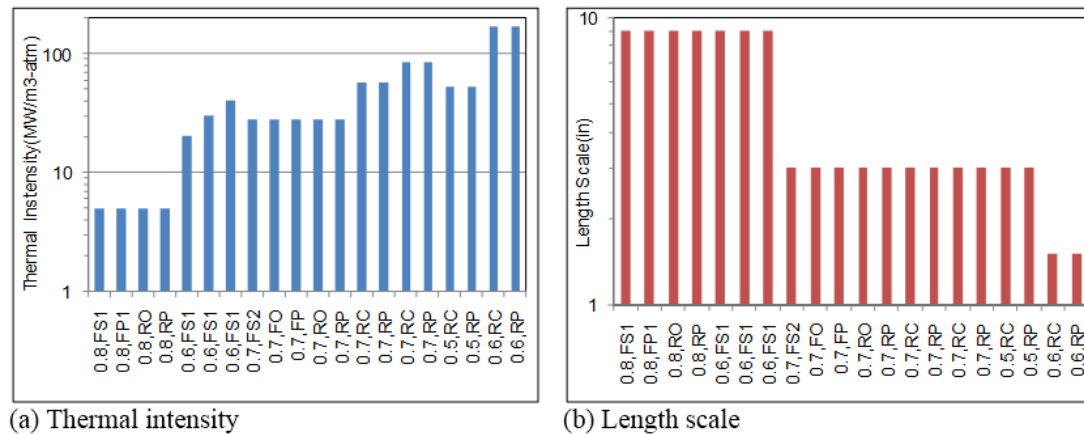 Thermal Instensity(MW/m3-atm)
100
10
1
0.8,FS1
0.8,FP1
0.8,RO
0.8,RP
0.6,FS1
0.6,FS1
0.6,FS1
0.7,FS2
0.7,FO
0.7,FP
0.7,RO
0.7,RP
0.7,RC
0.7,RP
0.7,RC
0.7,RP
0.5,RC
0.5,RP
0.6,RC
0.6,RP
(a) Thermal intensity
Length Scale(in)
10
1
0.8,FS1
0.8,FP1
0.8,RO
0.8,RP
0.6,FS1
0.6,FS1
0.6,FS1
0.7,FS2
0.7,FO
0.7,FP
0.7,RO
0.7,RP
0.7,RC
0.7,RP
0.7,RC
0.7,RP
0.5,RC
0.5,RP
0.6,RC
0.6,RP
(b) Length scale